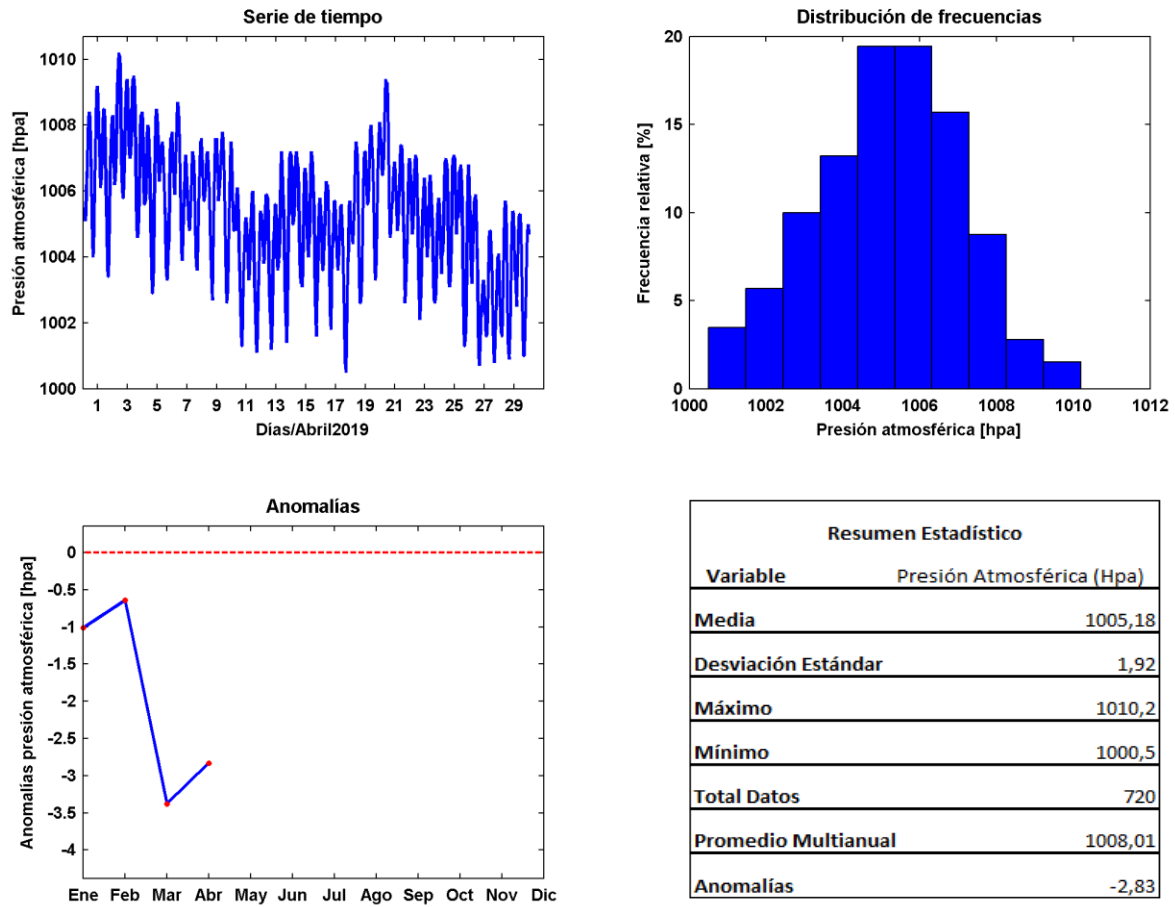 Serie de tiempo
Presión atmosférica [hpa]
1010
1008
1006
1004
1002
1000
1 3 5 7 9 11 13 15 17 19 21 23 25 27 29
Días/Abril2019
Distribución de frecuencias
Frecuencia relativa [%]
20
15
10
5
0
1000 1002 1004 1006 1008 1010 1012
Presión atmosférica [hpa]
Anomalías
Anomalías presión atmosférica [hpa]
0
-0.5
-1
-1.5
-2
-2.5
-3
-3.5
-4
Ene Feb Mar Abr May Jun Jul Ago Sep Oct Nov Dic
Resumen Estadístico
Variable Presión Atmosférica (Hpa)
Media 1005,18
Desviación Estándar 1,92
Máximo 1010,2
Mínimo 1000,5
Total Datos 720
Promedio Multianual 1008,01
Anomalías -2,83